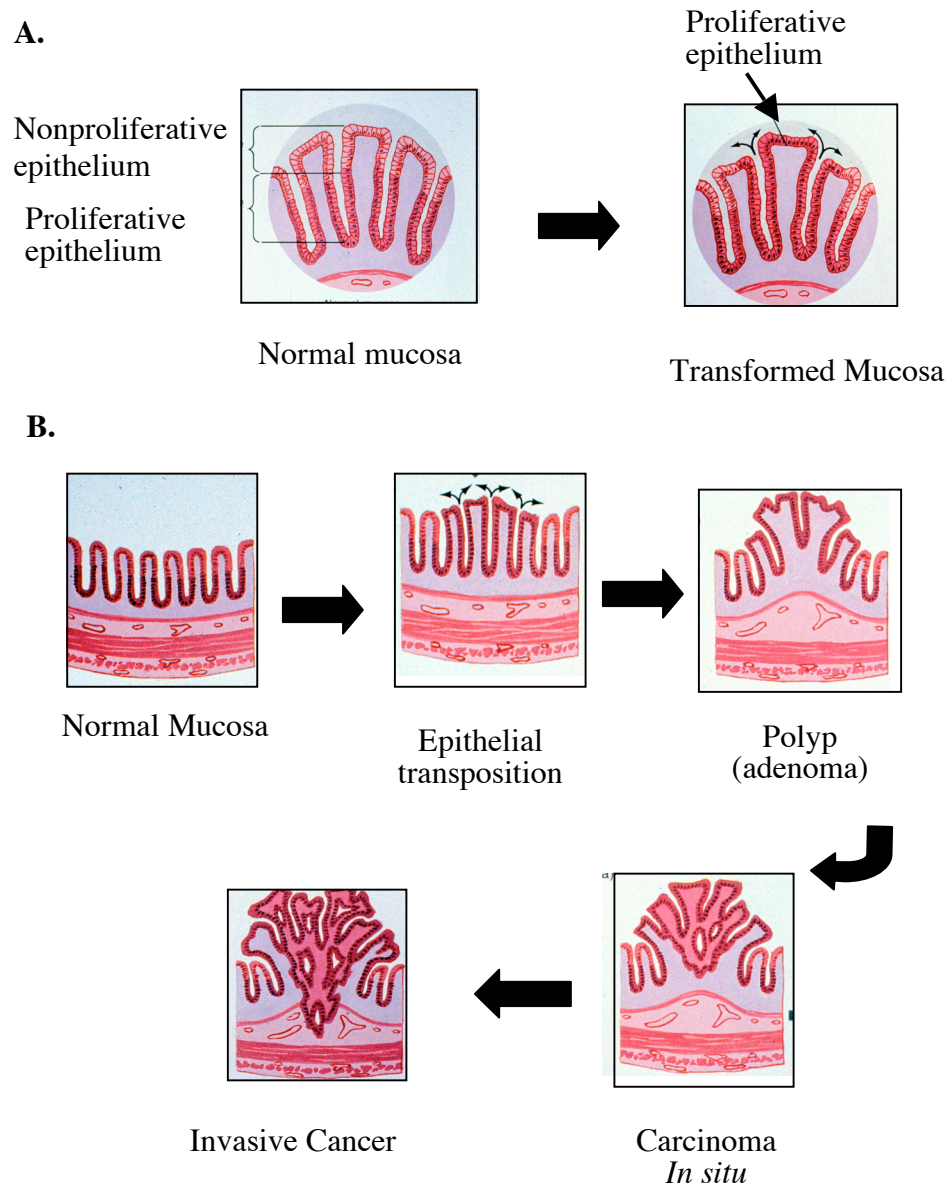 A.
Proliferative
epithelium
Nonproliferative
epithelium
Proliferative
epithelium
Normal mucosa
Transformed Mucosa
B.
Normal Mucosa
Epithelial
transposition
Polyp
(adenoma)
Invasive Cancer
Carcinoma
In situ